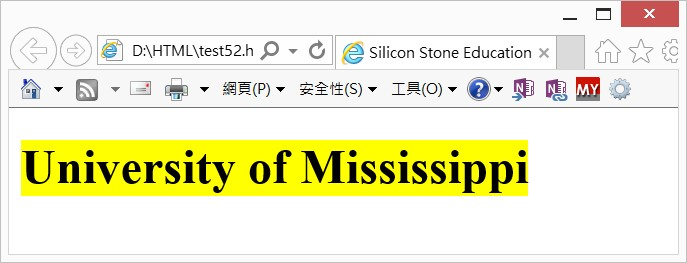 D:\HTML\test52.h
Silicon Stone Education
網頁(P)
安全性(S)
工具(O)
?
N
N
MY
University of Mississippi